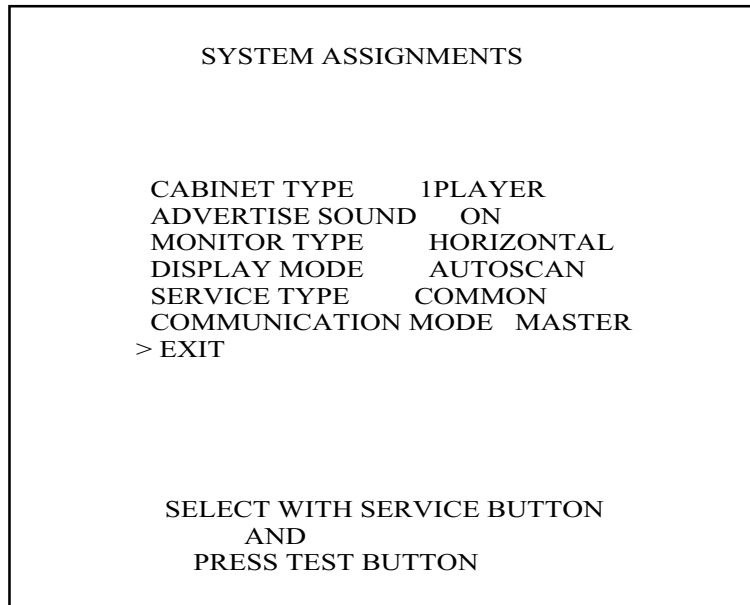 SYSTEM ASSIGNMENTS
CABINET TYPE 1PLAYER
ADVERTISE SOUND ON
MONITOR TYPE HORIZONTAL
DISPLAY MODE AUTOSCAN
SERVICE TYPE COMMON
COMMUNICATION MODE MASTER
> EXIT
SELECT WITH SERVICE BUTTON
AND
PRESS TEST BUTTON